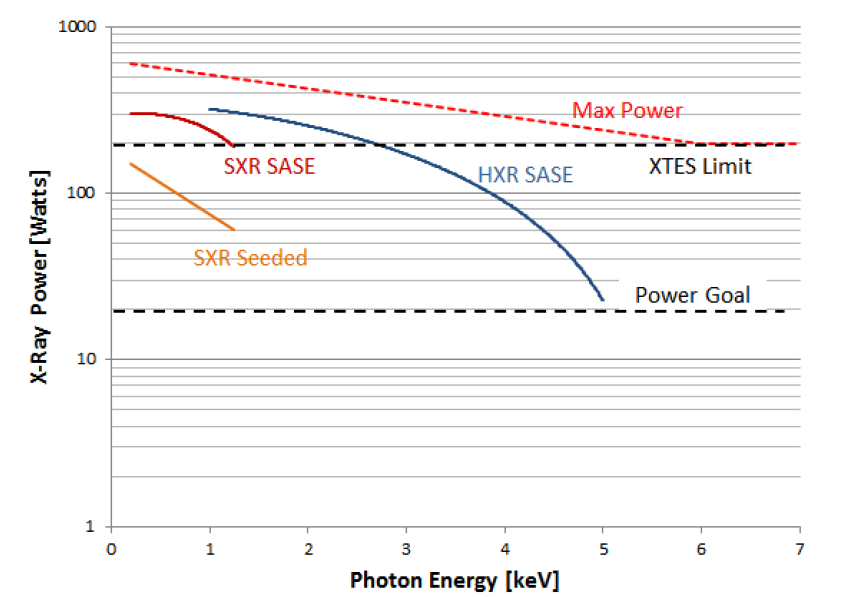 1000
Max Power
SXR SASE
HXR SASE
XTES Limit
100
SXR Seeded
Power Goal
10
1
0 1 2 3 4 5 6 7
X-Ray Power [Watts]
Photon Energy [keV]